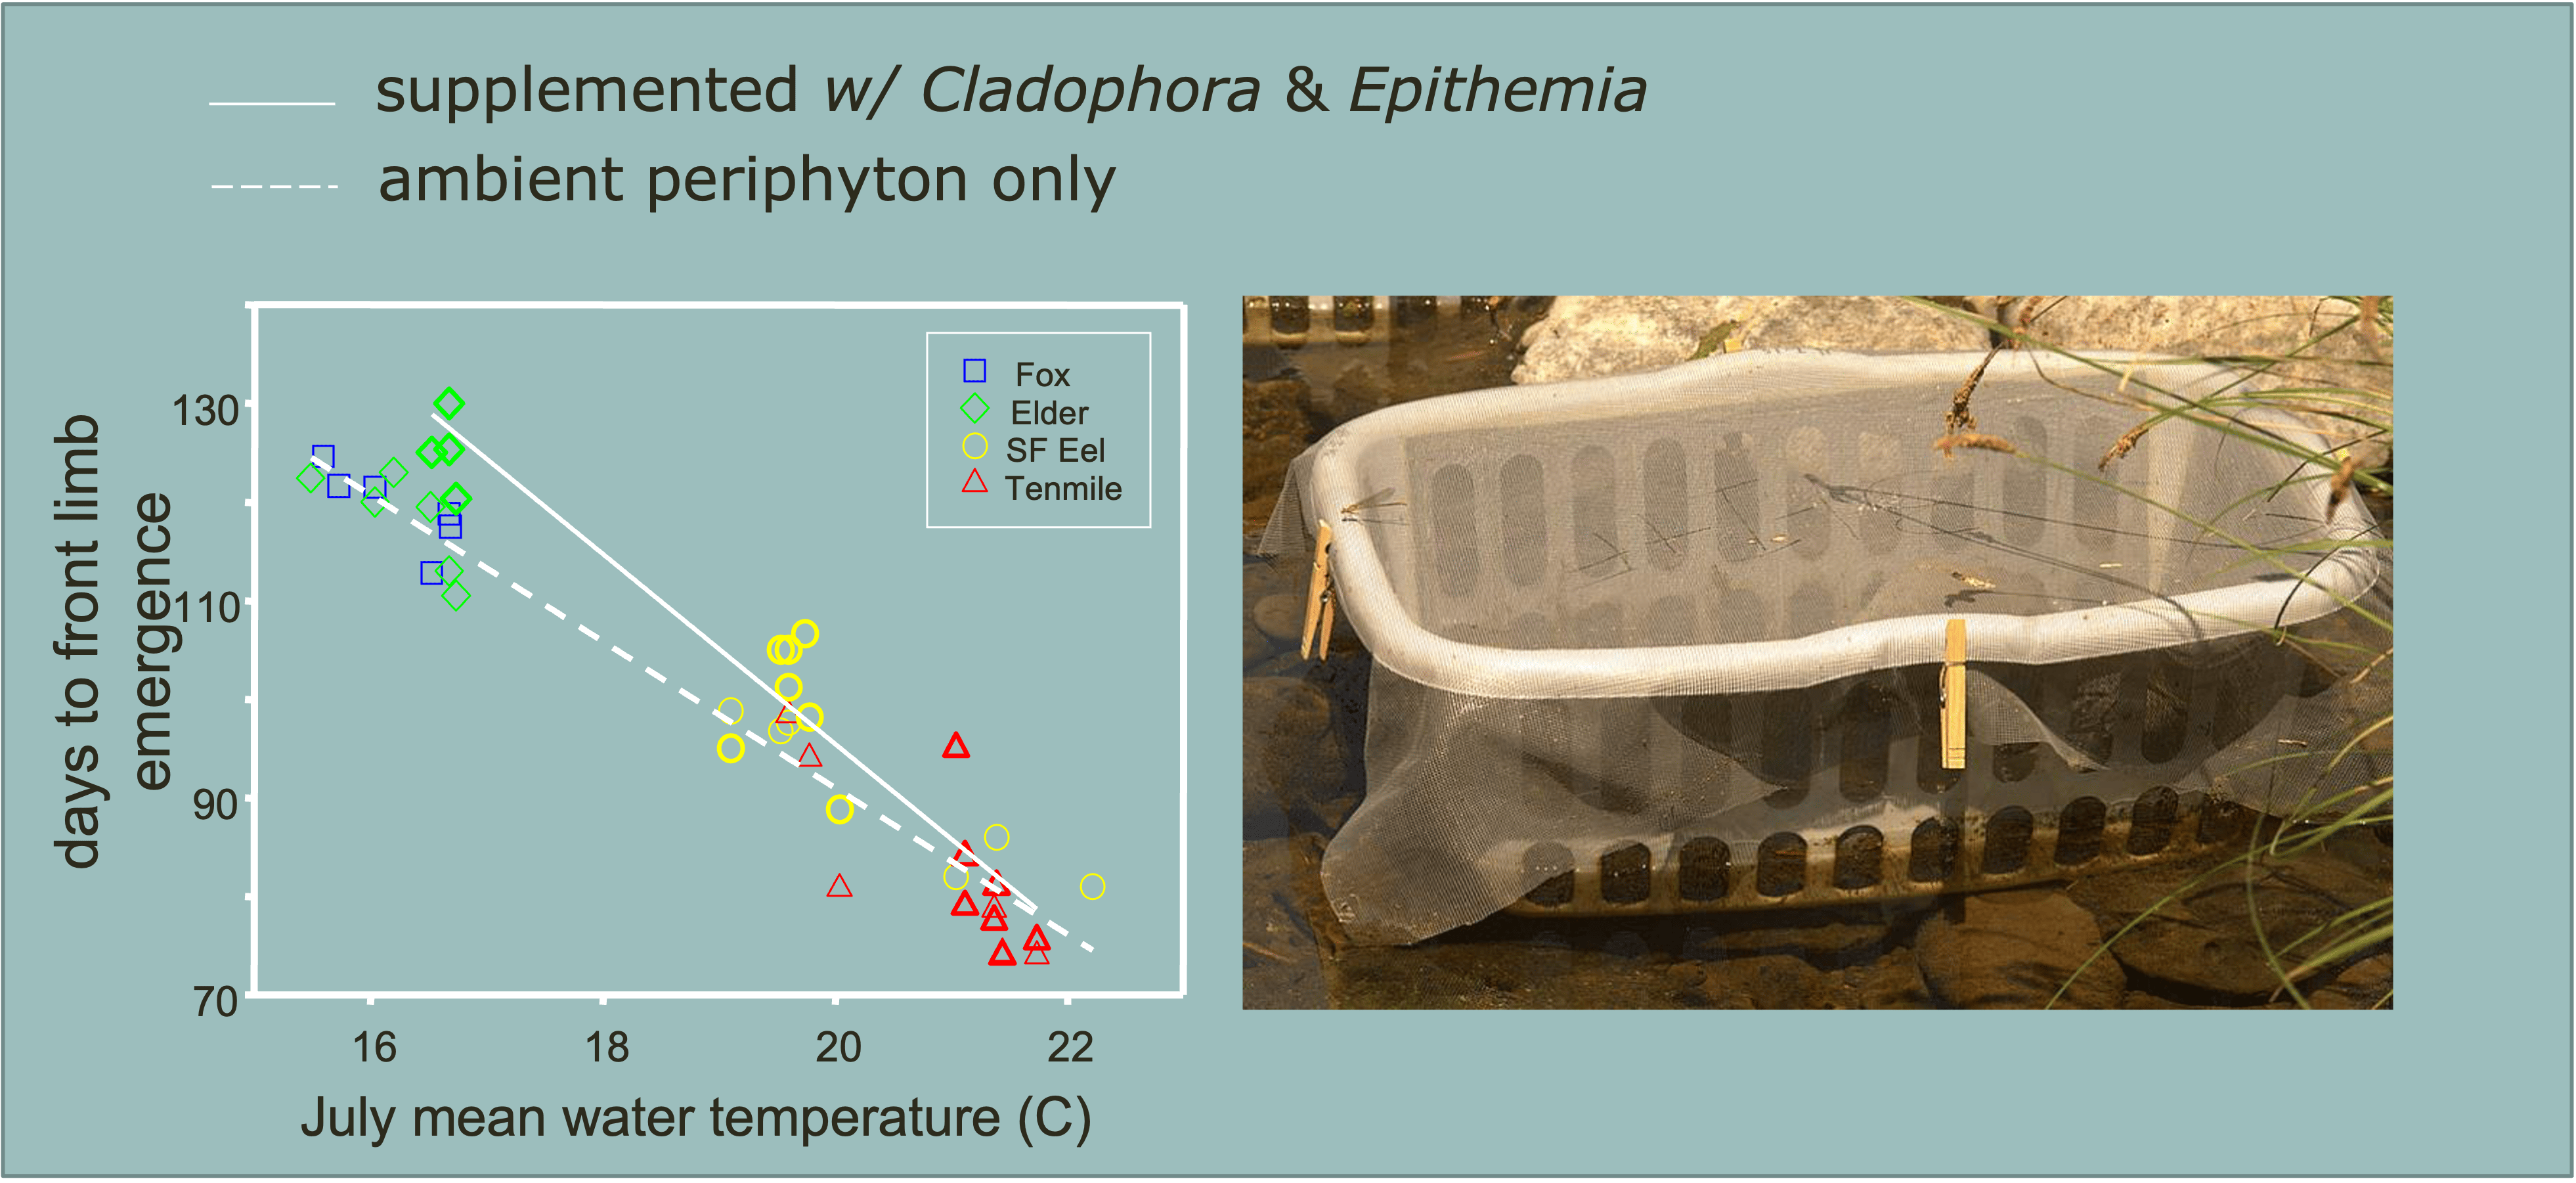 supplemented w/ Cladophora & Epithemia
ambient periphyton only
days to front limb
emergence
130
110
90
70
Fox
Elder
SF Eel
Tenmile
16 18 20 22
July mean water temperature (C)